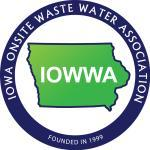 IOWA ONSITE WASTE WATER ASSOCIATION
IOWWA
FOUNDED IN 1999